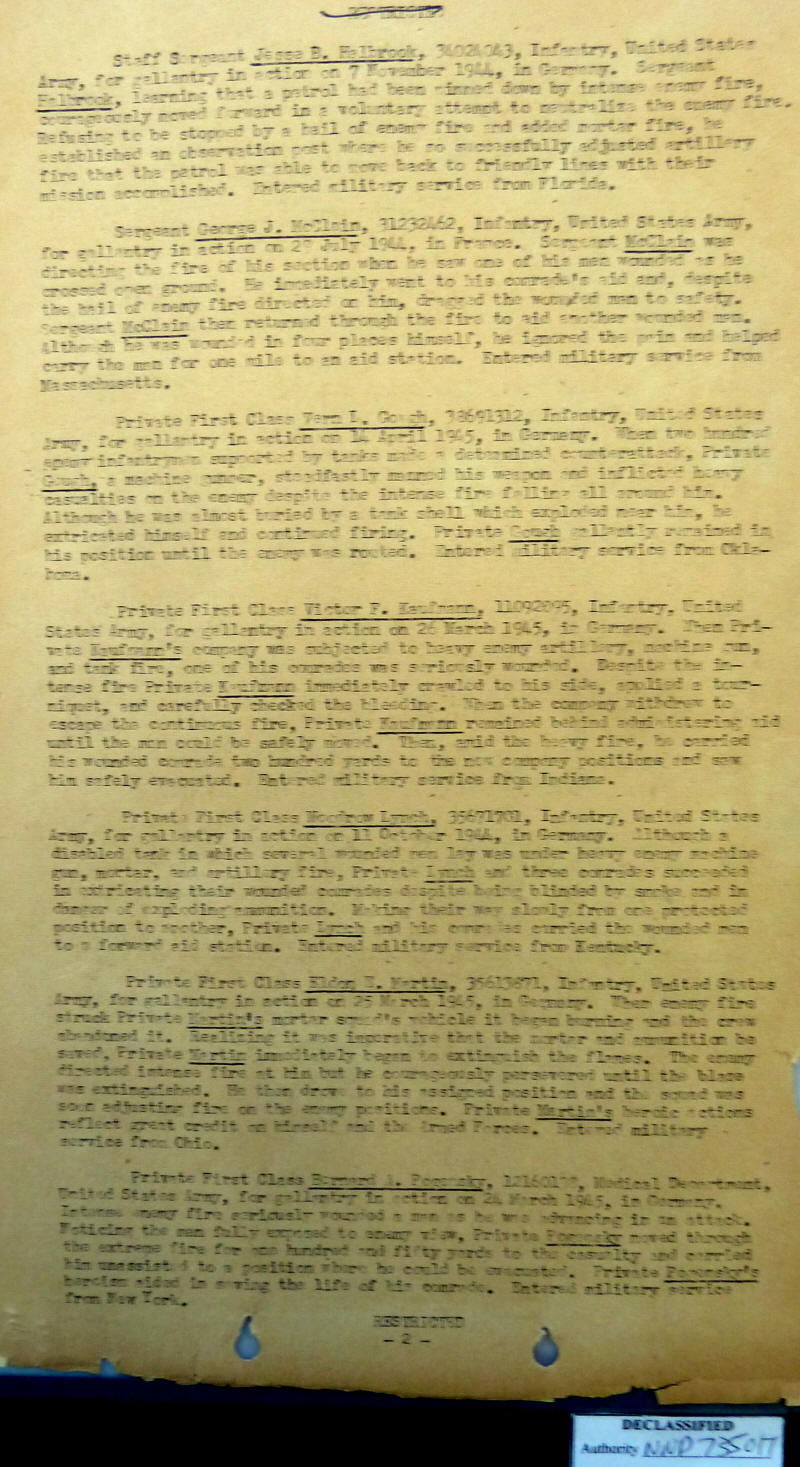 Staff Sergeant Jesse B. Holbrook, Infantry, United States
Army, for gallantry in action on 7 November 1944, in Germany. Sergeant
Holbrook, learning that a patrol had been pinned down by intense enemy fire,
courageously moved forward in a voluntary attempt to neutralize the enemy fire.
Refusing to be stopped by a hail of enemy fire and added mortar fire, he
established an observation post where he so successfully adjusted artillery
fire that the patrol was able to move back to friendly lines with their
mission accomplished. Entered military service from Florida.
Sergeant George J. McClain, 31232462, Infantry, United States Army,
for gallantry in action on July 1944, in France. Sergeant McClain was
directing the fire of his section when he saw one of his men wounded as he
crossed open ground. He immediately went to his comrade's aid and, despite
the hail of enemy fire directed on him, dragged the wounded man to safety.
Sergeant McClain then returned through the fire to aid another wounded man.
Although he was wounded in four places himself, he ignored the pain and helped
carry the man for one mile to an aid station. Entered military service from
Massachusetts.
Private First Class Vern L. Gouch, 38691312, Infantry, United States
Army, for gallantry in action on 14 April 1945, in Germany. When two hundred
enemy infantrymen supported by tanks made a determined counterattack, Private
Gouch, a machine gunner, steadfastly manned his weapon and inflicted heavy
casualties on the enemy despite the intense fire falling all around him.
Although he was almost buried by a tank shell which exploded near him, he
extricated himself and continued firing. Private Gouch gallantly remained in
his position until the enemy was routed. Entered military service from Okla-
homa.
Private First Class Victor F. Kaufmann, Infantry, United
States Army, for gallantry in action on 26 March 1945, in Germany. When Pri-
vate Kaufmann's company was subjected to heavy enemy artillery, machine gun,
and tank fire, one of his comrades was seriously wounded. Despite the in-
tense fire Private Kaufmann immediately crawled to his side, applied a tour-
niquet, and carefully checked the bleeding. When the company withdrew to
escape the continuous fire, Private Kaufmann remained behind administering aid
until the man could be safely moved. Then, amid the heavy fire, he carried
his wounded comrade two hundred yards to the new company positions and saw
him safely evacuated. Entered military service from Indiana.
Private First Class Woodrow Lynch, 35671701, Infantry, United States
Army, for gallantry in action on 11 October 1944, in Germany. Although a
disabled tank in which several wounded men lay was under heavy enemy machine
gun, mortar, and artillery fire, Private Lynch and three comrades succeeded
in extricating their wounded comrades despite being blinded by smoke and in
danger of exploding ammunition. Making their way slowly from one protected
position to another, Private Lynch and his comrades carried the wounded men
to a forward aid station. Entered military service from Kentucky.
Private First Class Eldon Martin, Infantry, United States
Army, for gallantry in action on 25 March 1945, in Germany. When enemy fire
struck Private Martin's mortar squad's vehicle it began burning and the crew
abandoned it. Realizing it was imperative that the mortar and ammunition be
saved, Private Martin immediately began to extinguish the flames. The enemy
directed intense fire at him but he courageously persevered until the blaze
was extinguished. He then drove to his assigned position and the squad was
soon adjusting fire on the enemy positions. Private Martin's heroic actions
reflect great credit on himself and the Armed Forces. Entered military
service from Ohio.
Private First Class Bernard Pogorsky, Medical Department,
United States Army, for gallantry in action on 24 March 1945, in Germany.
Intense enemy fire seriously wounded a man as he was advancing in an attack.
Noticing the man fully exposed to enemy view, Private Pogorsky moved through
the extreme fire for one hundred and fifty yards to the casualty and carried
him unassisted to a position where he could be evacuated. Private Pogorsky's
heroism aided in saving the life of his comrade. Entered military service
from New York.
RESTRICTED
- 2 -
DECLASSIFIED
Authority NND 735017